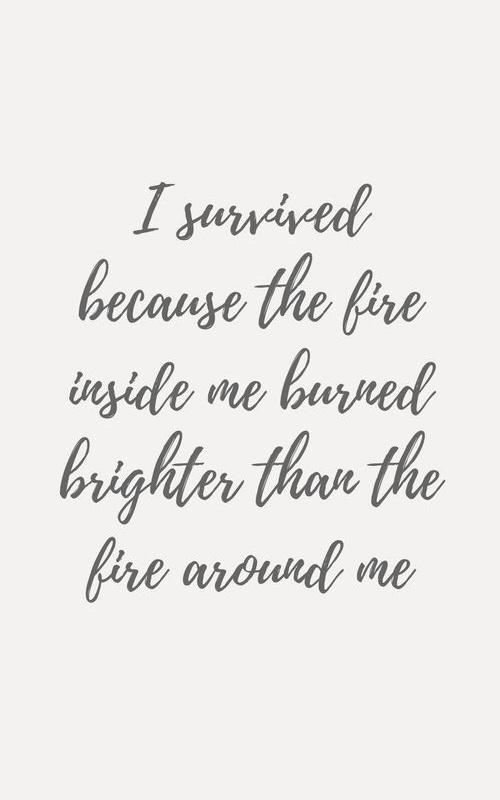 I survived
because the fire
inside me burned
brighter than the
fire around me